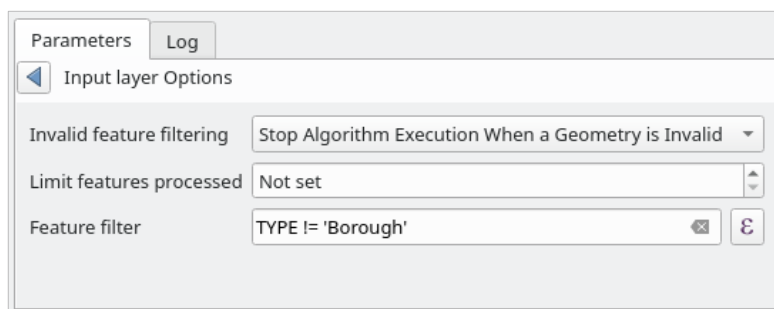 Parameters Log
Input layer Options
Invalid feature filtering Stop Algorithm Execution When a Geometry is Invalid
Limit features processed Not set
Feature filter TYPE != 'Borough' ε